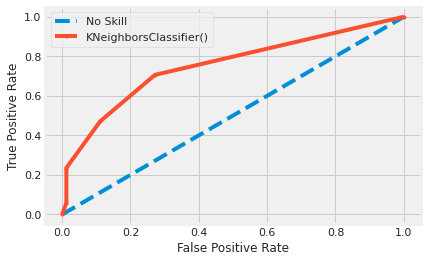 No Skill
KNeighborsClassifier()
1.0
0.8
0.6
0.4
0.2
0.0
True Positive Rate
0.0 0.2 0.4 0.6 0.8 1.0
False Positive Rate